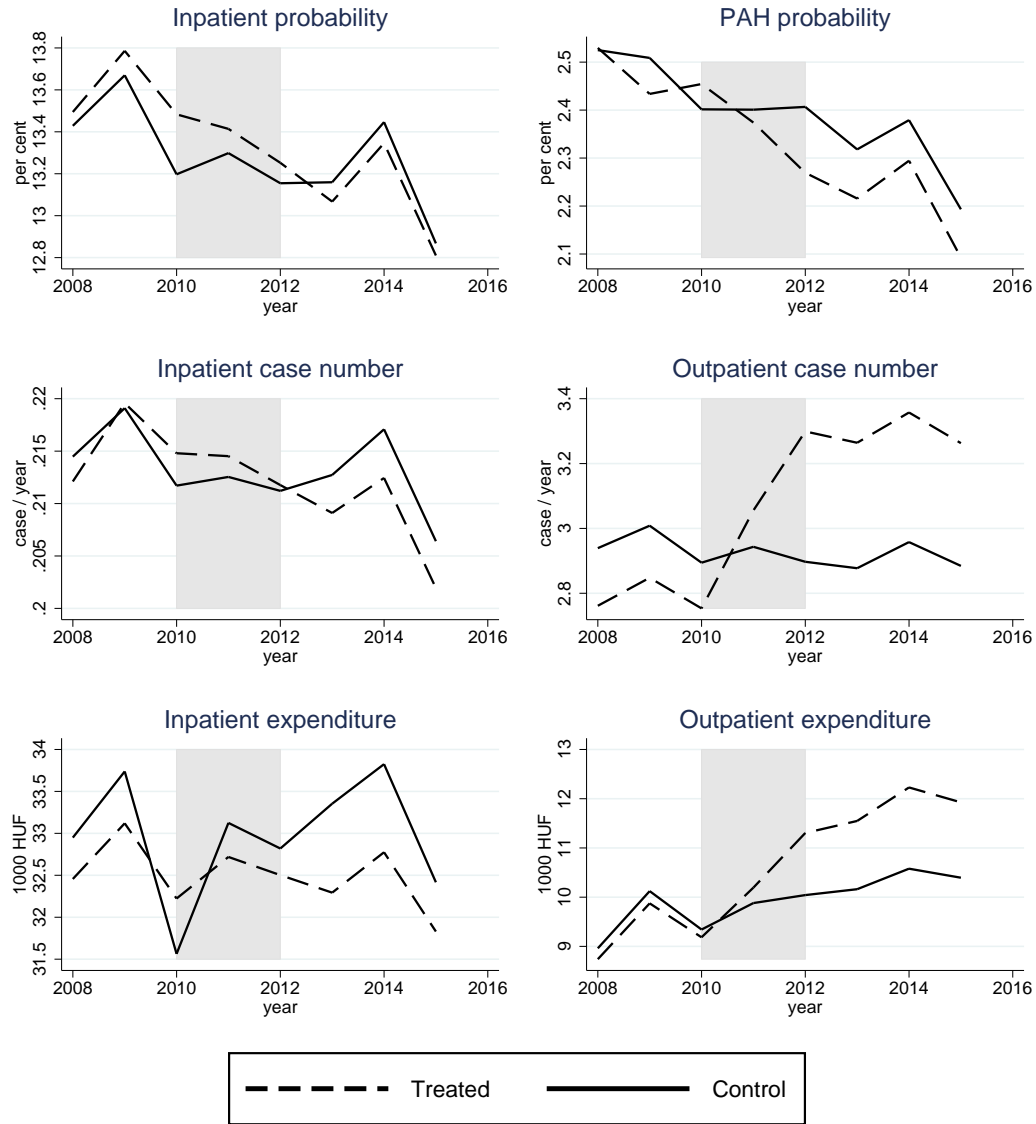 Inpatient probability
per cent
13.8
13.6
13.4
13.2
13
12.8
2008 2010 2012 2014 2016
year
PAH probability
per cent
2.5
2.4
2.3
2.2
2.1
2008 2010 2012 2014 2016
year
Inpatient case number
case / year
.22
.215
.21
.205
.2
2008 2010 2012 2014 2016
year
Outpatient case number
case / year
3.4
3.2
3
2.8
2008 2010 2012 2014 2016
year
Inpatient expenditure
1000 HUF
34
33.5
33
32.5
32
31.5
2008 2010 2012 2014 2016
year
Outpatient expenditure
1000 HUF
13
12
11
10
9
2008 2010 2012 2014 2016
year
Treated Control